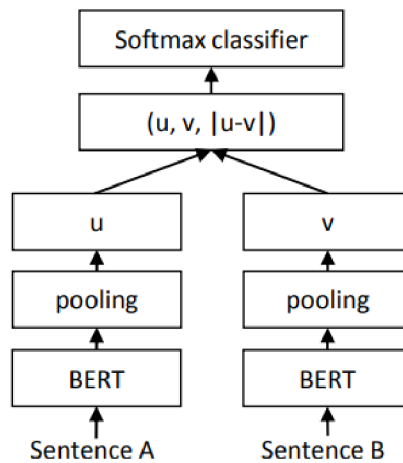 Softmax classifier
(u, v, |u-v|)
u
v
pooling
pooling
BERT
BERT
Sentence A
Sentence B